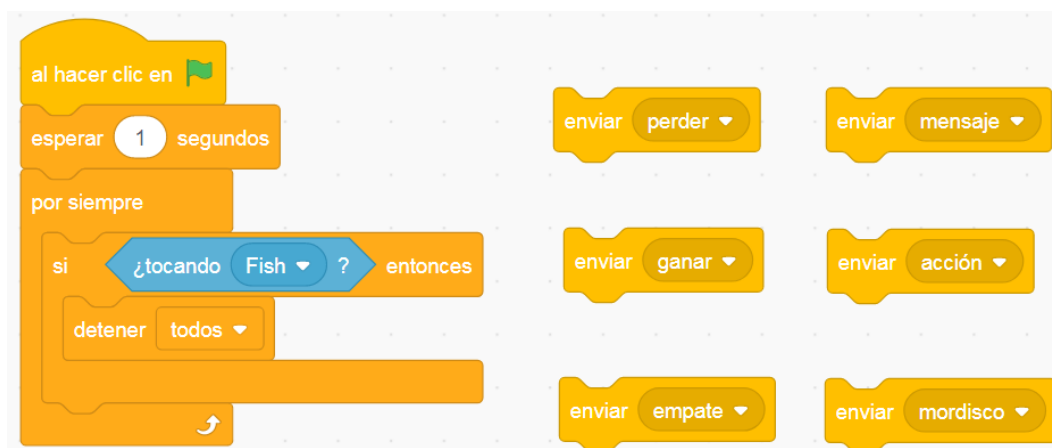 al hacer clic en
esperar 1 segundos
por siempre
si ¿tocando Fish ? entonces
detener todos
enviar perder
enviar mensaje
enviar ganar
enviar acción
enviar empate
enviar mordisco